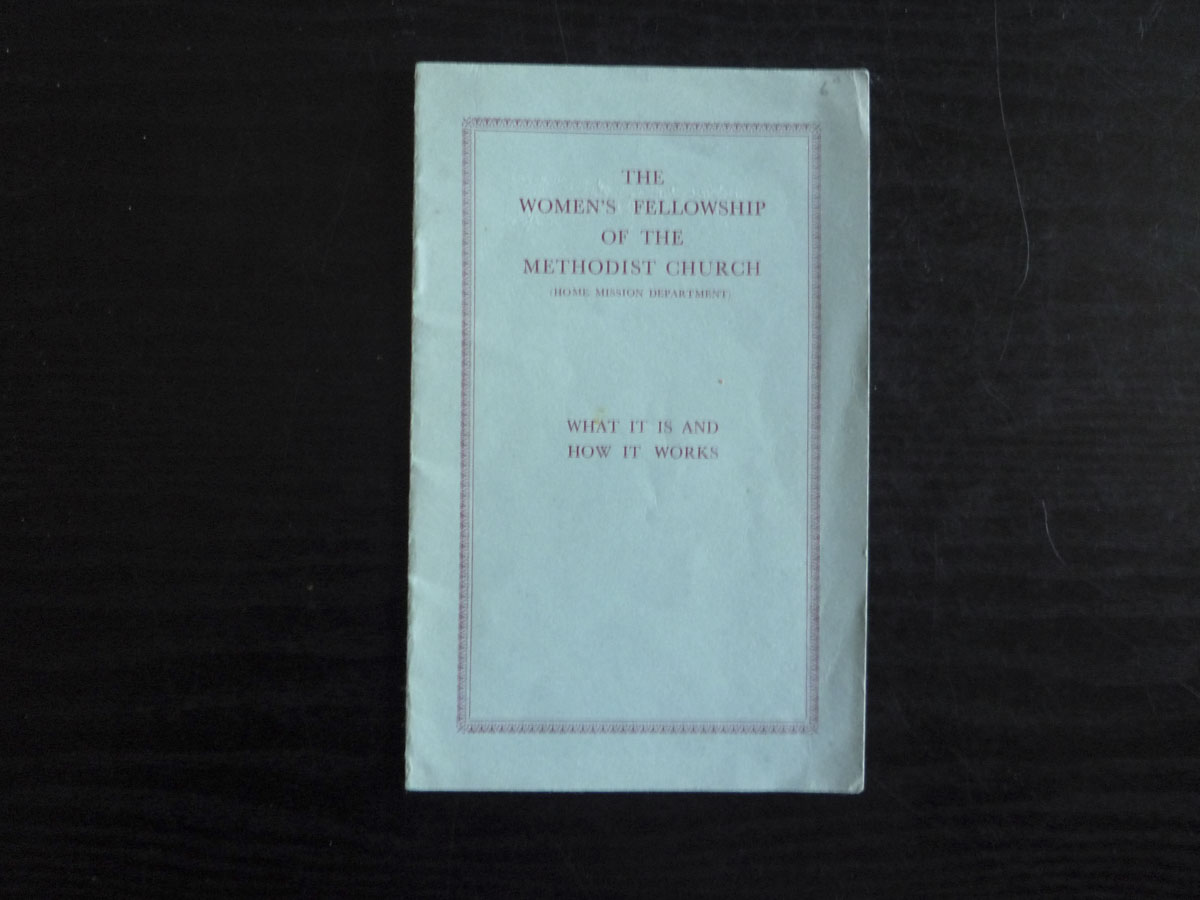 THE
WOMEN'S FELLOWSHIP
OF THE
METHODIST CHURCH
(HOME MISSION DEPARTMENT)
WHAT IT IS AND
HOW IT WORKS